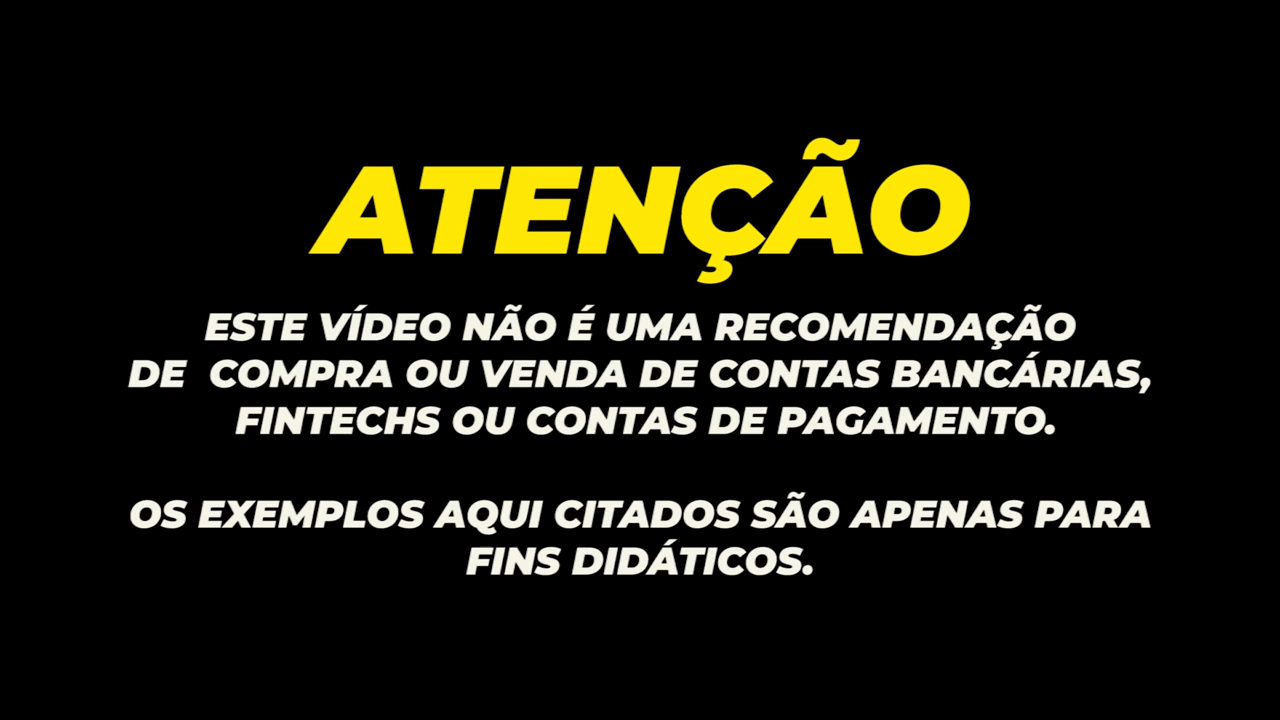 ATENÇÃO
ESTE VÍDEO NÃO É UMA RECOMENDAÇÃO
DE COMPRA OU VENDA DE CONTAS BANCÁRIAS,
FINTECHS OU CONTAS DE PAGAMENTO.
OS EXEMPLOS AQUI CITADOS SÃO APENAS PARA
FINS DIDÁTICOS.